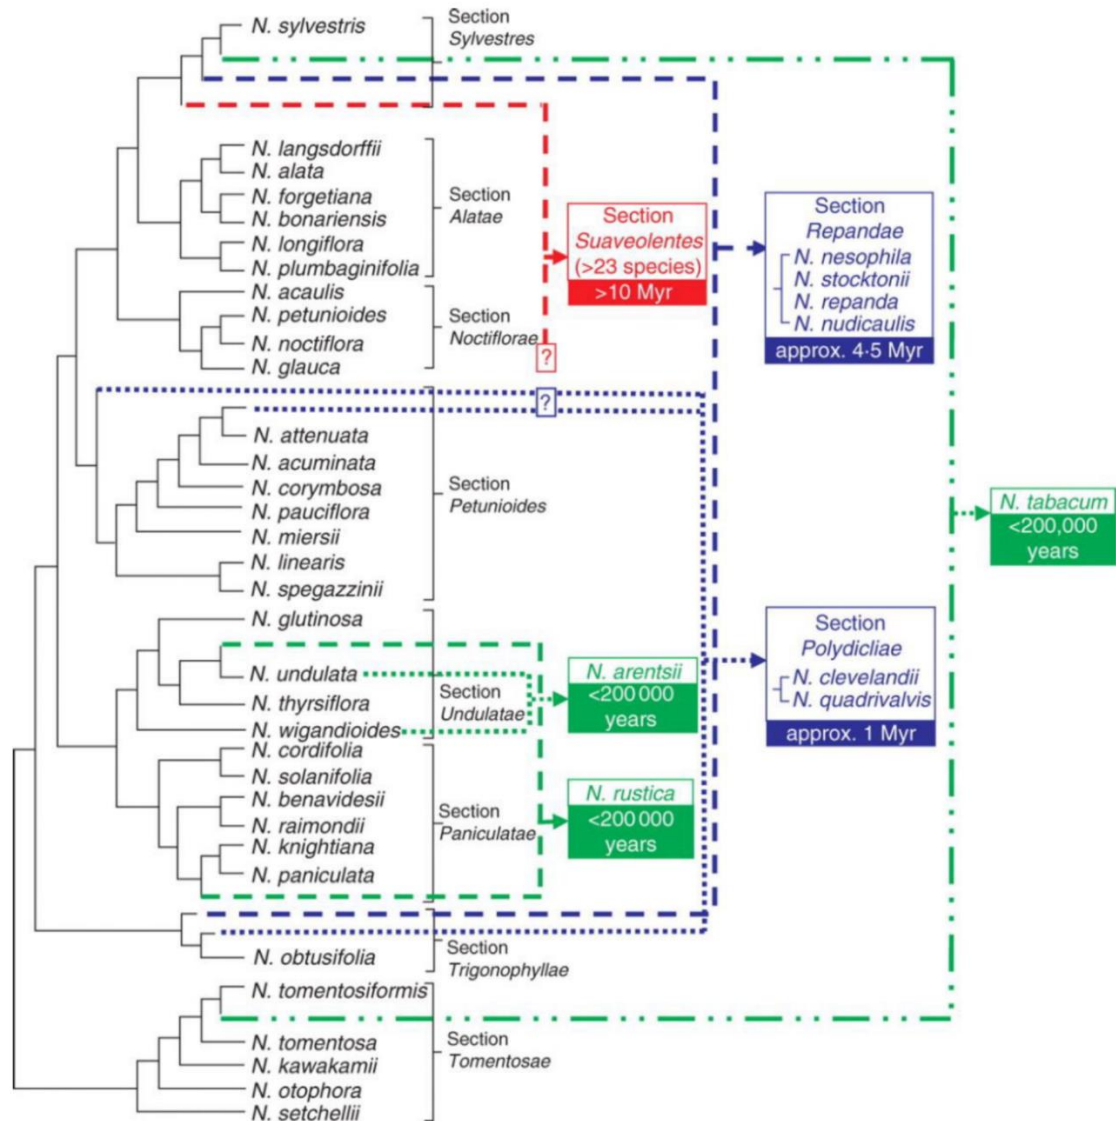 N. sylvestris
Section
Sylvestres
N. langsdorffii
N. alata
N. forgetiana
N. bonariensis
N. longiflora
N. plumbaginifolia
Section
Alatae
N. acaulis
N. petunioides
N. noctiflora
N. glauca
Section
Noctiflorae
?
?
N. attenuata
N. acuminata
N. corymbosa
N. pauciflora
N. miersii
N. linearis
N. spegazzinii
Section
Petunioides
N. glutinosa
N. undulata
N. thyrsiflora
N. wigandioides
Section
Undulatae
N. cordifolia
N. solanifolia
N. benavidesii
N. raimondii
N. knightiana
N. paniculata
Section
Paniculatae
N. obtusifolia
Section
Trigonophyllae
N. tomentosiformis
N. tomentosa
N. kawakamii
N. otophora
N. setchellii
Section
Tomentosae
Section
Suaveolentes
(>23 species)
>10 Myr
N. arentsii
<200 000
years
N. rustica
<200 000
years
Section
Repandae
N. nesophila
N. stocktonii
N. repanda
N. nudicaulis
approx. 4·5 Myr
Section
Polydicliae
N. clevelandii
N. quadrivalvis
approx. 1 Myr
N. tabacum
<200,000
years